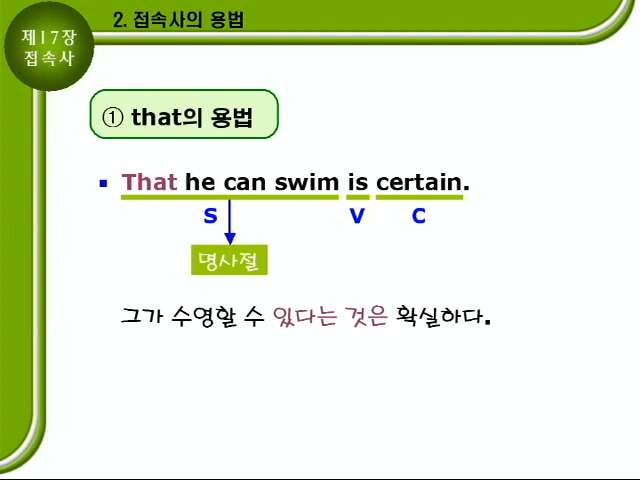 2. 접속사의 용법
제17장
접속사
① that의 용법
That he can swim is certain.
S V C
명사절
그가 수영할 수 있다는 것은 확실하다.